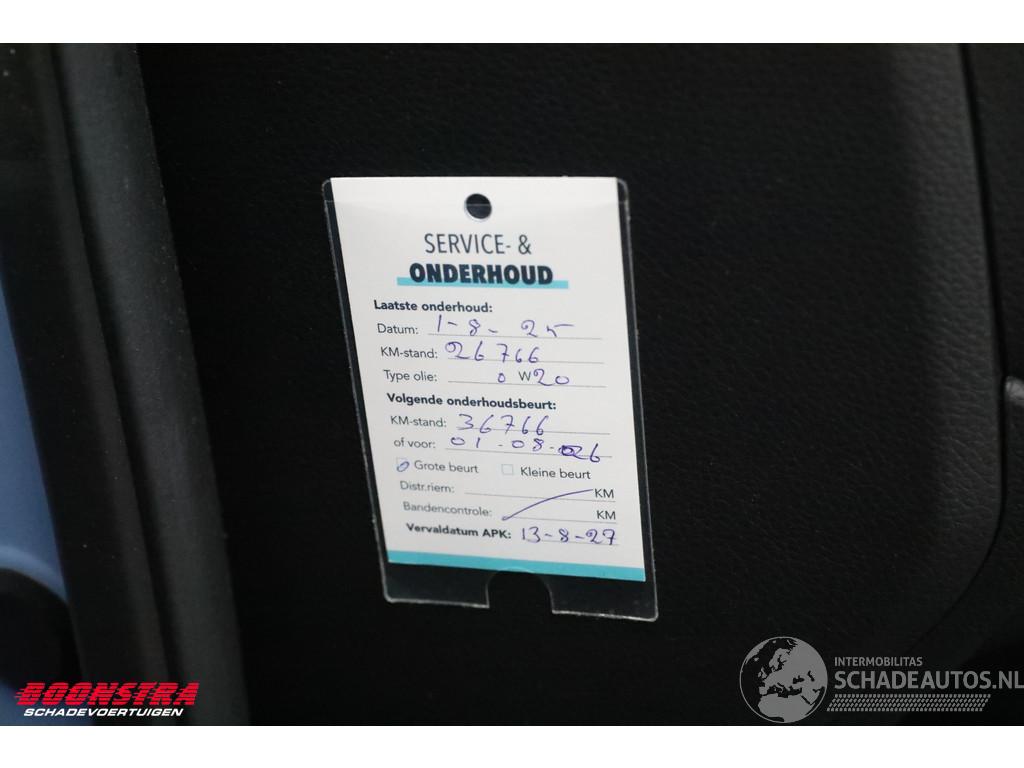 SERVICE- &
ONDERHOUD
Laatste onderhoud:
Datum: 1-8-25
KM-stand: 26766
Type olie: 0 W20
Volgende onderhoudsbeurt:
KM-stand: 36766
of voor: 01-08-26
Grote beurt Kleine beurt
Distr.riem: KM
Bandencontrole: KM
Vervaldatum APK: 13-8-27
BOONSTRA
SCHADEVOERTUIGEN
INTERMOBILITAS
SCHADEAUTOS.NL